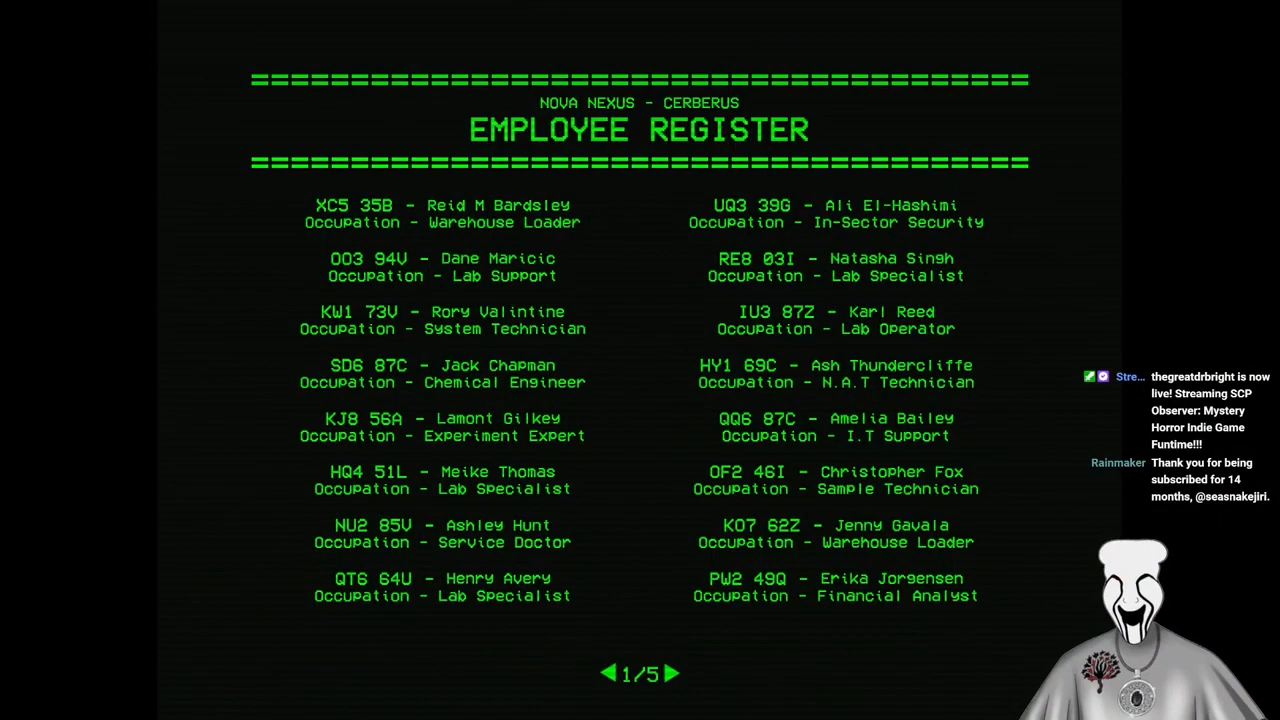 ========================================
NOVA NEXUS - CERBERUS
EMPLOYEE REGISTER
========================================
XC5 35B - Reid M Bardsley
Occupation - Warehouse Loader
OO3 94V - Dane Maricic
Occupation - Lab Support
KW1 73V - Rory Valintine
Occupation - System Technician
SD6 87C - Jack Chapman
Occupation - Chemical Engineer
KJ8 56A - Lamont Gilkey
Occupation - Experiment Expert
HQ4 51L - Meike Thomas
Occupation - Lab Specialist
NU2 85V - Ashley Hunt
Occupation - Service Doctor
QT6 64U - Henry Avery
Occupation - Lab Specialist
UQ3 39G - Ali El-Hashimi
Occupation - In-Sector Security
RE8 03I - Natasha Singh
Occupation - Lab Specialist
IU3 87Z - Karl Reed
Occupation - Lab Operator
HY1 69C - Ash Thundercliffe
Occupation - N.A.T Technician
QQ6 87C - Amelia Bailey
Occupation - I.T Support
OF2 46I - Christopher Fox
Occupation - Sample Technician
KO7 62Z - Jenny Gavala
Occupation - Warehouse Loader
PW2 49Q - Erika Jorgensen
Occupation - Financial Analyst
1/5
Stre... thegreatdrbright is now
live! Streaming SCP
Observer: Mystery
Horror Indie Game
Funtime!!!
Rainmaker Thank you for being
subscribed for 14
months, @seasnakejiri.